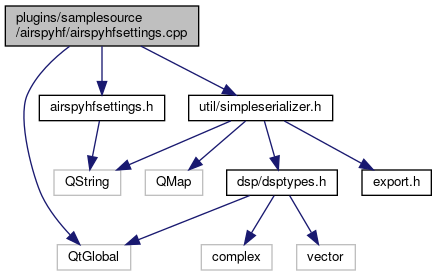 plugins/samplesource
/airspyhf/airspyhfsettings.cpp
airspyhfsettings.h
util/simpleserializer.h
QString
QMap
dsp/dsptypes.h
export.h
QtGlobal
complex
vector